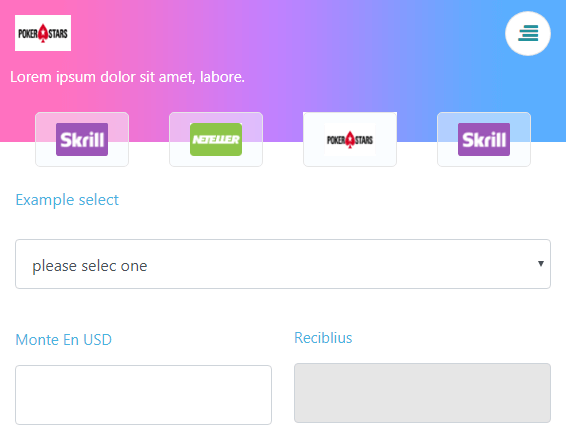 POKER STARS
Lorem ipsum dolor sit amet, labore.
Skrill NETELLER POKER STARS Skrill
Example select
please selec one
Monte En USD Reciblius